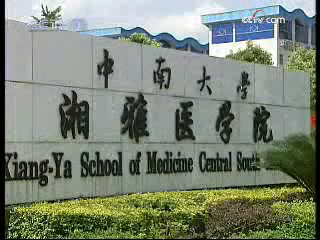 cctv.com
中南大学
湘雅医学院
Xiang-Ya School of Medicine Central South